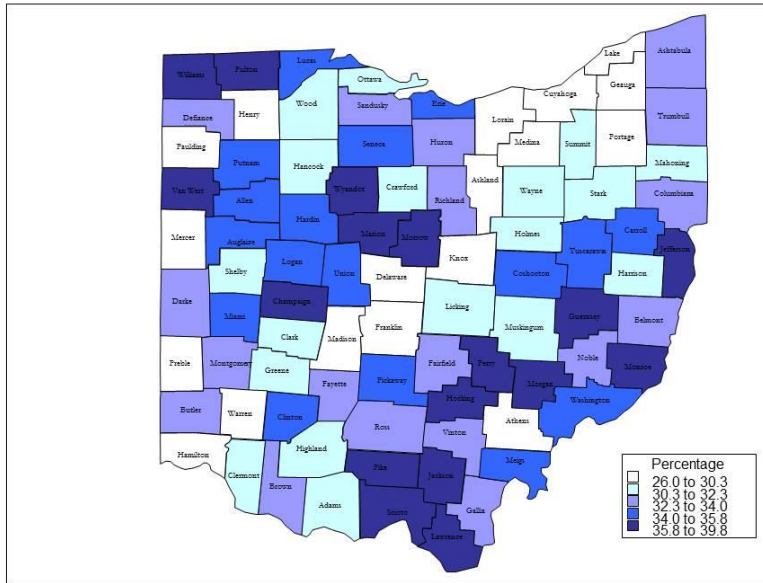 Lake
Ashtabula
Lucas
Williams
Fulton
Geauga
Ottawa
Cuyahoga
Wood
Henry
Sandusky
Erie
Defiance
Lorain
Trumbull
Portage
Medina
Summit
Huron
Seneca
Paulding
Putnam
Hancock
Mahoning
Ashland
Van Wert
Wyandot
Crawford
Richland
Wayne
Stark
Columbiana
Allen
Hardin
Mercer
Auglaize
Marion
Morrow
Holmes
Carroll
Tuscarawas
Jefferson
Knox
Logan
Shelby
Union
Delaware
Coshocton
Harrison
Darke
Miami
Champaign
Licking
Guernsey
Belmont
Muskingum
Franklin
Madison
Clark
Preble
Montgomery
Greene
Fairfield
Perry
Noble
Monroe
Fayette
Pickaway
Morgan
Washington
Hocking
Butler
Warren
Clinton
Ross
Athens
Vinton
Highland
Hamilton
Meigs
Clermont
Brown
Pike
Jackson
Adams
Scioto
Gallia
Lawrence
Percentage
26.0 to 30.3
30.3 to 32.3
32.3 to 34.0
34.0 to 35.8
35.8 to 39.8